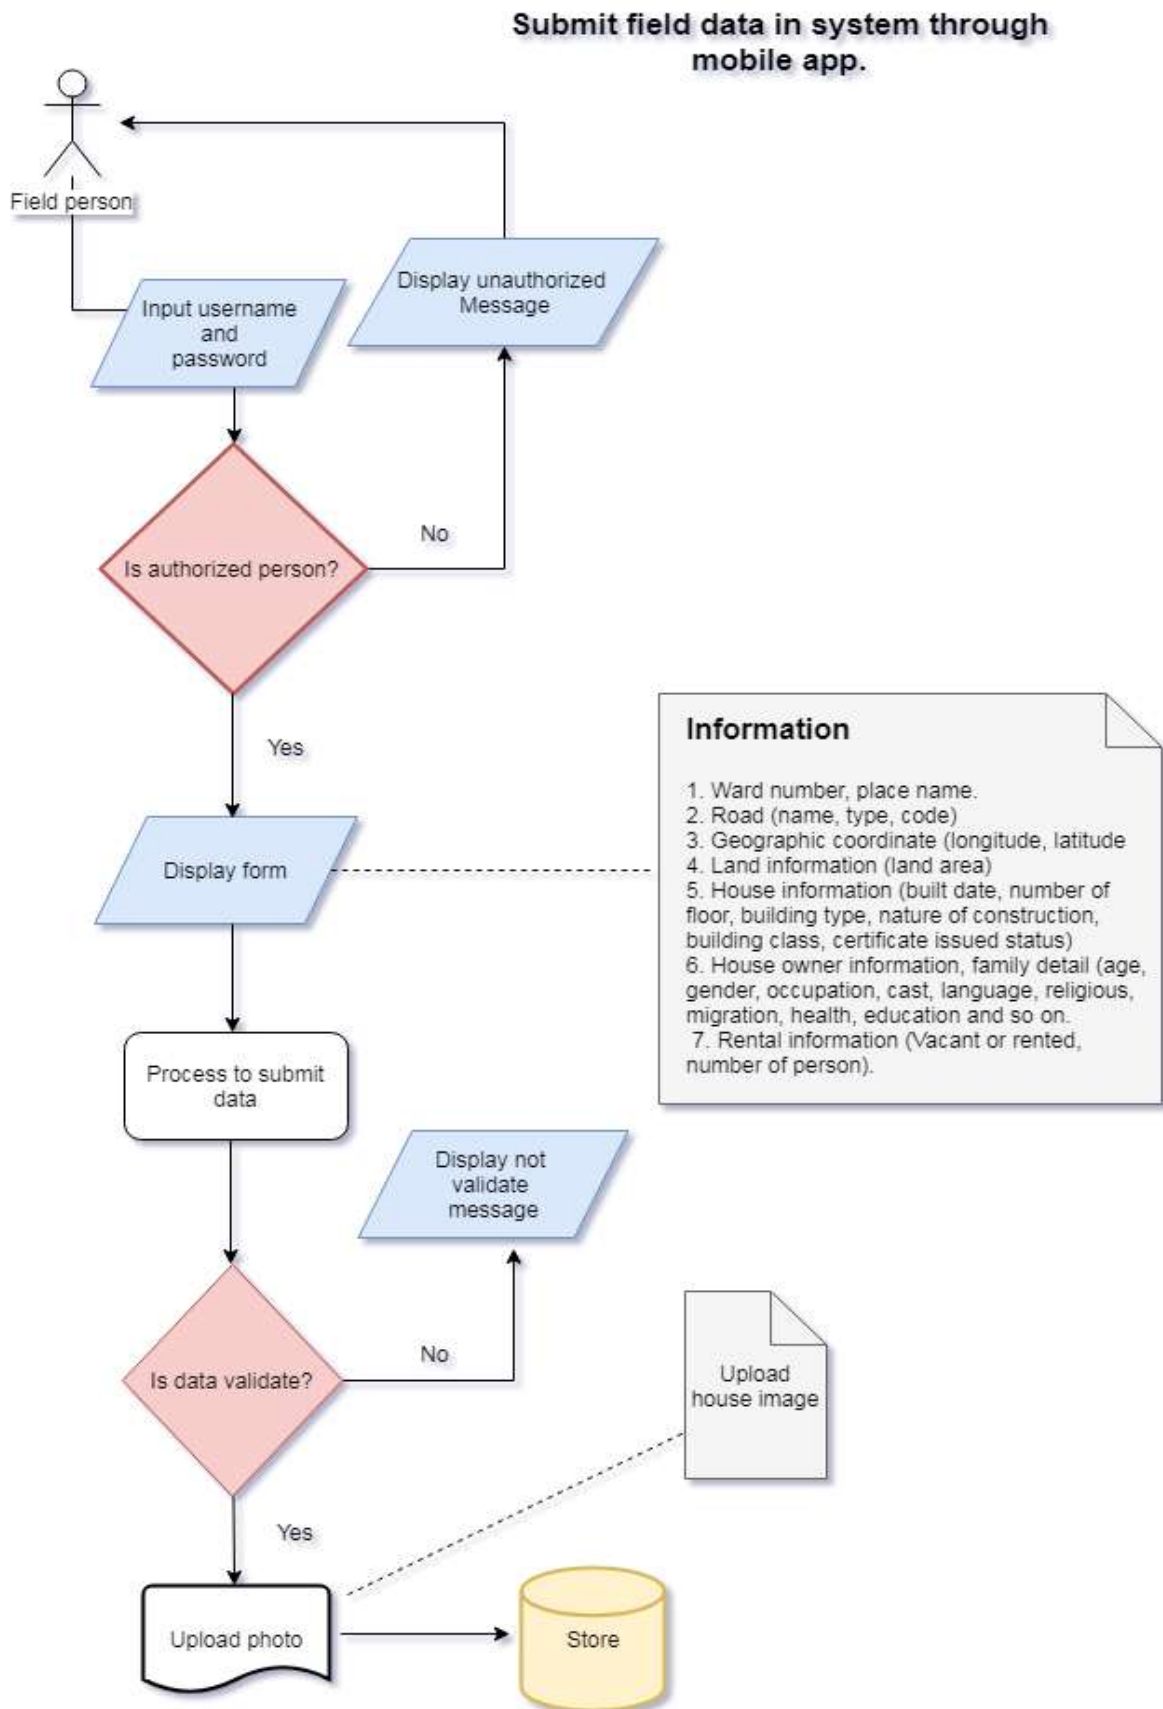 Submit field data in system through
mobile app.
Field person
Input username
and
password
Display unauthorized
Message
Is authorized person?
No
Yes
Display form
Information
1. Ward number, place name.
2. Road (name, type, code)
3. Geographic coordinate (longitude, latitude
4. Land information (land area)
5. House information (built date, number of
floor, building type, nature of construction,
building class, certificate issued status)
6. House owner information, family detail (age,
gender, occupation, cast, language, religious,
migration, health, education and so on.
7. Rental information (Vacant or rented,
number of person).
Process to submit
data
Display not
validate
message
Is data validate?
No
Yes
Upload
house image
Upload photo
Store